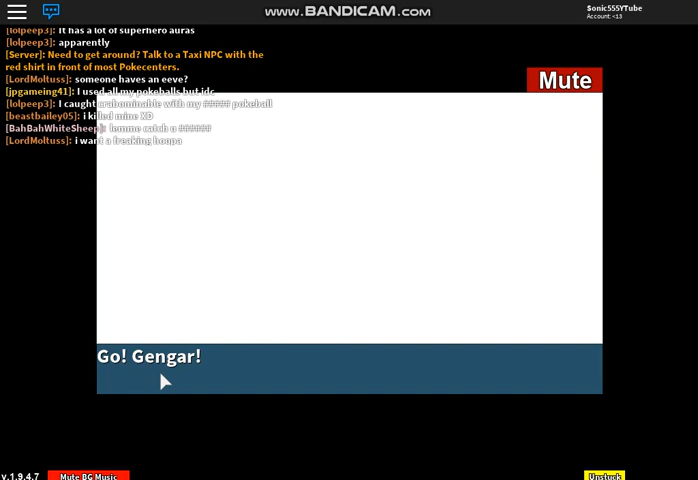 www.BANDICAM.com
Sonic555YTube
Account: <13
[lolpeep3]: It has a lot of superhero auras
[lolpeep3]: apparently
[Server]: Need to get around? Talk to a Taxi NPC with the
red shirt in front of most Pokecenters.
[LordMoltuss]: someone haves an eeve?
[jpgameing41]: I used all my pokeballs but idc
[lolpeep3]: I caught crabominable with my ##### pokeball
[beastbailey05]: i killed mine XD
[BahBahWhiteSheep]: lemme catch u ######
[LordMoltuss]: i want a freaking hoopa
Mute
Go! Gengar!
v.1.9.4.7
Mute BG Music
Unstuck